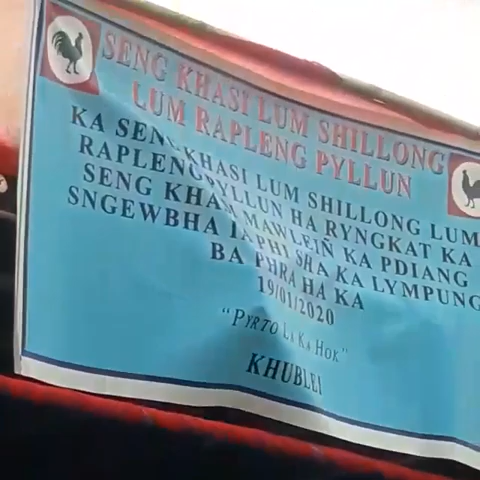 SENG KHASI LUM SHILLONG
LUM RAPLENG PYLLUN
KA SENG KHASI LUM SHILLONG LUM
RAPLENG PYLLUN HA RYNGKAT KA
SENG KHASI MAWLEIÑ KA PDIANG
SNGEWBHA IA PHI SHA KA LYMPUNG
BA PHRA HA KA
19/01/2020
"PYRTO LA KA HOK"
KHUBLEI